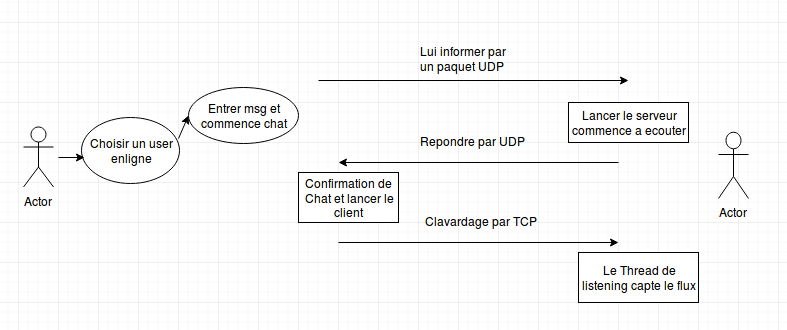 Lui informer par
un paquet UDP
Entrer msg et
commence chat
Lancer le serveur
commence a ecouter
Choisir un user
enligne
Repondre par UDP
Confirmation de
Chat et lancer le
client
Actor
Actor
Clavardage par TCP
Le Thread de
listening capte le flux